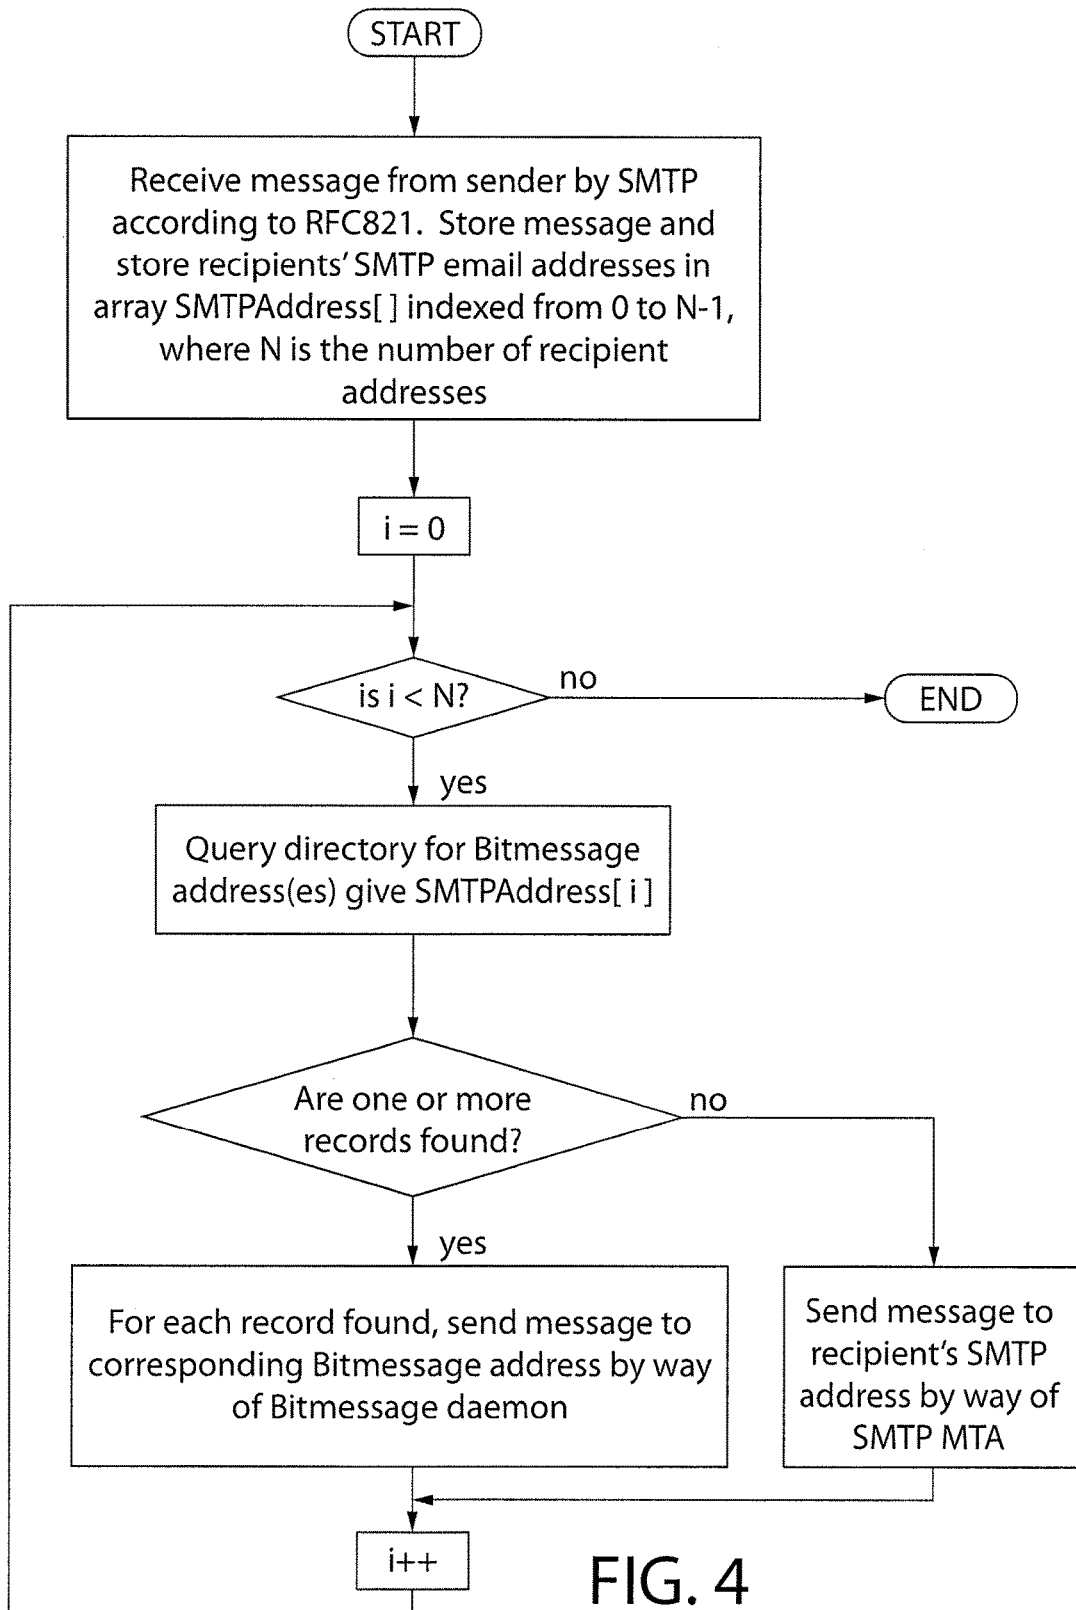 START
Receive message from sender by SMTP
according to RFC821. Store message and
store recipients' SMTP email addresses in
array SMTPAddress[ ] indexed from 0 to N-1,
where N is the number of recipient
addresses
i = 0
is i < N?
no
END
yes
Query directory for Bitmessage
address(es) give SMTPAddress[ i ]
Are one or more
records found?
no
yes
For each record found, send message to
corresponding Bitmessage address by way
of Bitmessage daemon
Send message to
recipient's SMTP
address by way of
SMTP MTA
i++
FIG. 4